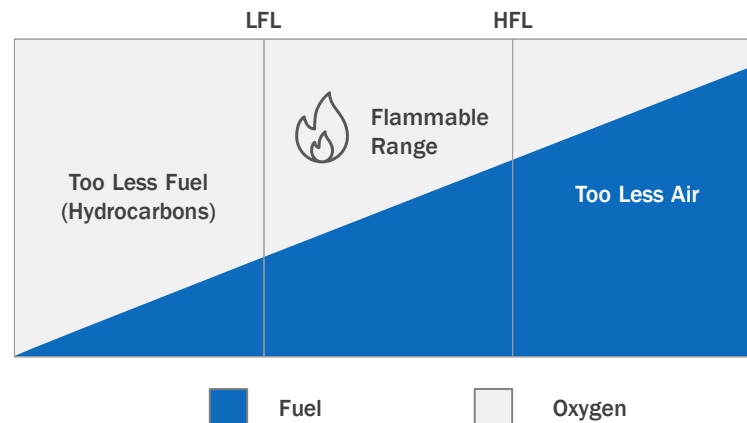 LFL
HFL
Flammable
Range
Too Less Fuel
(Hydrocarbons)
Too Less Air
Fuel
Oxygen